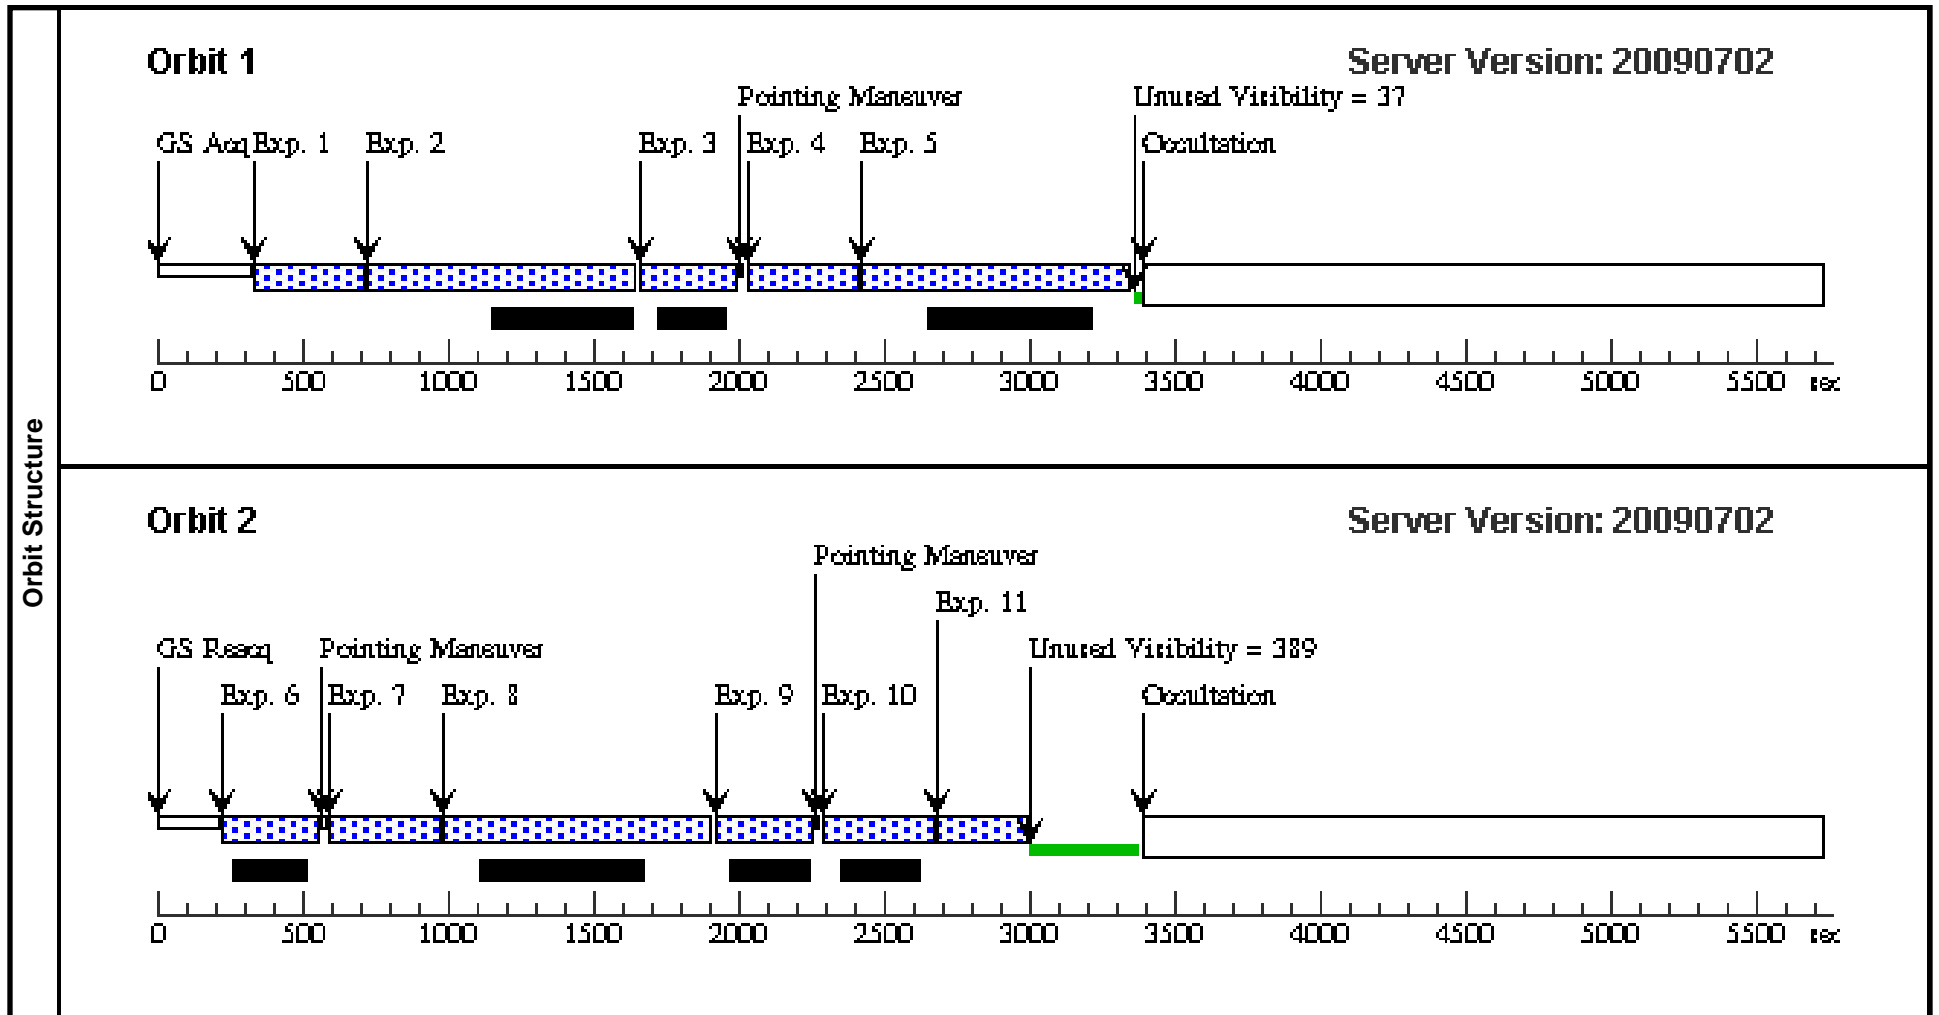 Orbit Structure
Orbit 1
Server Version: 20090702
Pointing Maneuver
Unused Visibility = 37
GS Acq
Exp. 1
Exp. 2
Exp. 3
Exp. 4
Exp. 5
Occultation
0 500 1000 1500 2000 2500 3000 3500 4000 4500 5000 5500 sec
Orbit 2
Server Version: 20090702
Pointing Maneuver
Exp. 11
GS Reacq
Pointing Maneuver
Unused Visibility = 389
Exp. 6
Exp. 7
Exp. 8
Exp. 9
Exp. 10
Occultation
0 500 1000 1500 2000 2500 3000 3500 4000 4500 5000 5500 sec